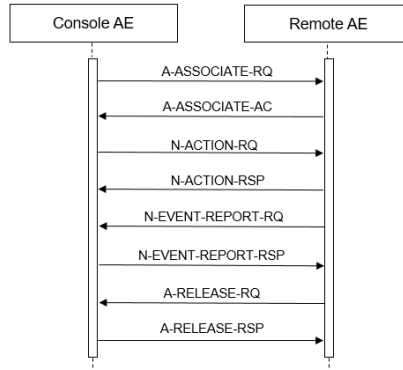 Console AE
Remote AE
A-ASSOCIATE-RQ
A-ASSOCIATE-AC
N-ACTION-RQ
N-ACTION-RSP
N-EVENT-REPORT-RQ
N-EVENT-REPORT-RSP
A-RELEASE-RQ
A-RELEASE-RSP